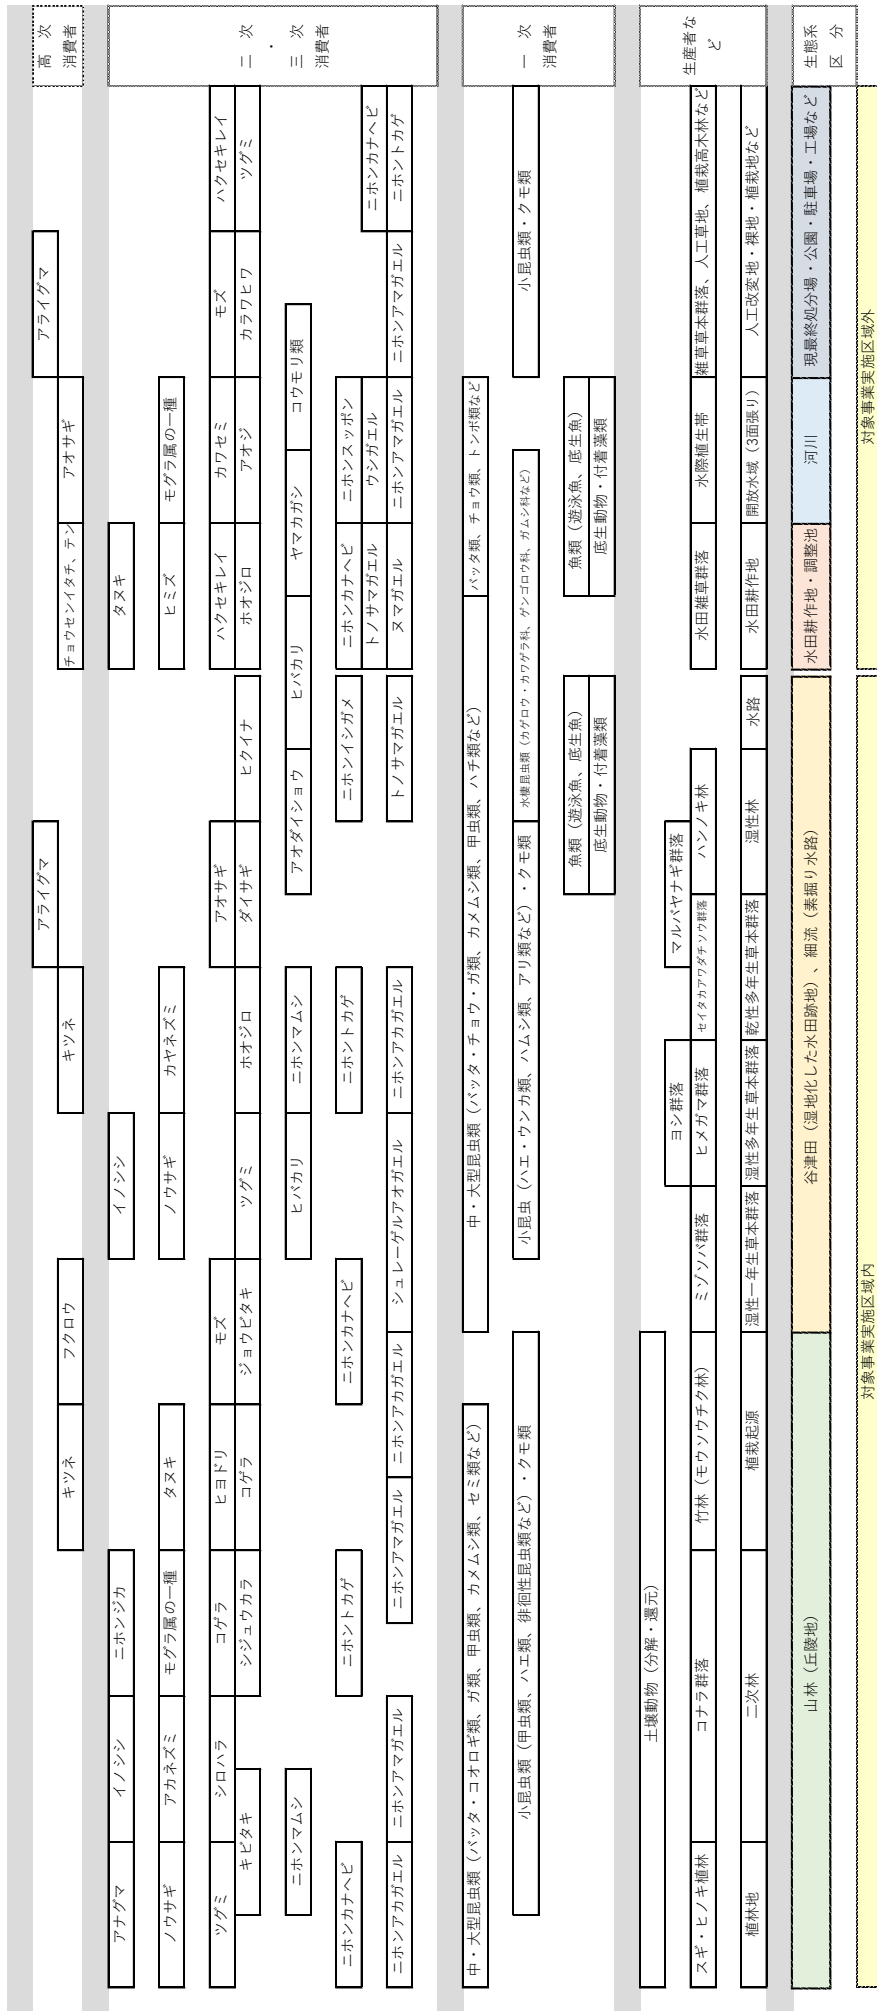 アライグマ
アライグマ
高 次
消費者
キツネ
フクロウ
キツネ
チョウセンイタチ、テン
アオサギ
アナグマ
イノシシ
ニホンジカ
イノシシ
タヌキ
ノウサギ
アカネズミ
モグラ属の一種
タヌキ
ノウサギ
カヤネズミ
ヒミズ
モグラ属の一種
ツグミ
シロハラ
コゲラ
ヒヨドリ
モズ
アオサギ
ハクセキレイ
カワセミ
モズ
ハクセキレイ
キビタキ
シジュウカラ
コゲラ
ジョウビタキ
ツグミ
ホオジロ
ダイサギ
ヒクイナ
ホオジロ
アオジ
カラワヒワ
ツグミ
二 次
・
三 次
消費者
ニホンマムシ
ヒバカリ
ニホンマムシ
アオダイショウ
ヒバカリ
ヤマカガシ
コウモリ類
ニホンカナヘビ
ニホントカゲ
ニホンカナヘビ
ニホントカゲ
ニホンイシガメ
ニホンカナヘビ
ニホンスッポン
トノサマガエル
ウシガエル
ニホンカナヘビ
ニホンアカガエル
ニホンアマガエル
ニホンアマガエル
ニホンアカガエル
シュレーゲルアオガエル
ニホンアカガエル
トノサマガエル
ヌマガエル
ニホンアマガエル
ニホンアマガエル
ニホントカゲ
中・大型昆虫類（バッタ・コオロギ類、ガ類、甲虫類、カメムシ類、セミ類など）
中・大型昆虫類（バッタ・チョウ・ガ類、カメムシ類、甲虫類、ハチ類など）
バッタ類、チョウ類、トンボ類など
一 次
消費者
小昆虫類（甲虫類、ハエ類、徘徊性昆虫類など）・クモ類
小昆虫（ハエ・ウンカ類、ハムシ類、アリ類など）・クモ類
水棲昆虫類（カゲロウ・カワゲラ科、ゲンゴロウ科、ガムシ科など）
小昆虫類・クモ類
魚類（遊泳魚、底生魚）
魚類（遊泳魚、底生魚）
底生動物・付着藻類
底生動物・付着藻類
土壌動物（分解・還元）
ヨシ群落
マルバヤナギ群落
生産者な
ど
スギ・ヒノキ植林
コナラ群落
竹林（モウソウチク林）
ミゾソバ群落
ヒメガマ群落
セイタカアワダチソウ群落
ハンノキ林
水田雑草群落
水際植生帯
雑草草本群落、人工草地、植栽高木林など
植林地
二次林
植栽起源
湿性一年生草本群落
湿性多年生草本群落
乾性多年生草本群落
湿性林
水路
水田耕作地
開放水域（3面張り）
人工改変地・裸地・植栽地など
山林（丘陵地）
谷津田（湿地化した水田跡地）、細流（素掘り水路）
水田耕作地・調整池
河川
現最終処分場・公園・駐車場・工場など
生態系
区 分
対象事業実施区域内
対象事業実施区域外